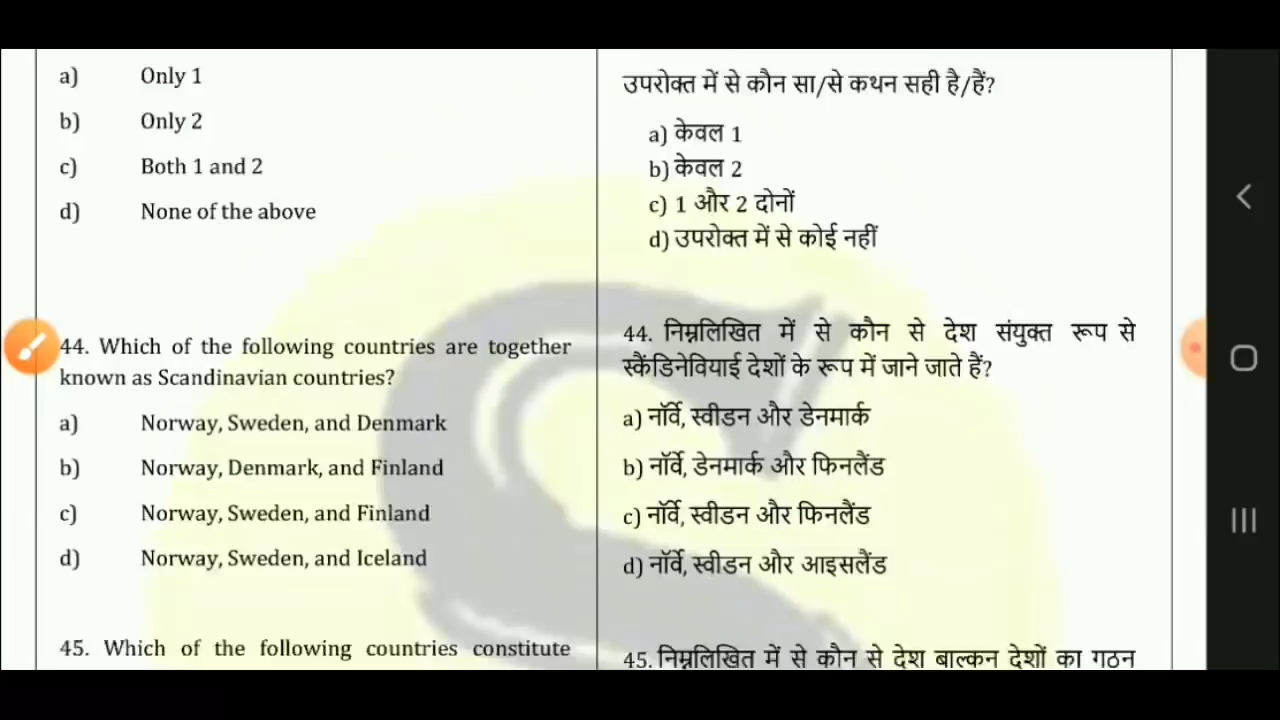 a) Only 1
b) Only 2
c) Both 1 and 2
d) None of the above
44. Which of the following countries are together
known as Scandinavian countries?
a) Norway, Sweden, and Denmark
b) Norway, Denmark, and Finland
c) Norway, Sweden, and Finland
d) Norway, Sweden, and Iceland
45. Which of the following countries constitute
उपरोक्त में से कौन सा/से कथन सही है/हैं?
a) केवल 1
b) केवल 2
c) 1 और 2 दोनों
d) उपरोक्त में से कोई नहीं
44. निम्नलिखित में से कौन से देश संयुक्त रूप से
स्कैंडिनेवियाई देशों के रूप में जाने जाते हैं?
a) नॉर्वे, स्वीडन और डेनमार्क
b) नॉर्वे, डेनमार्क और फिनलैंड
c) नॉर्वे, स्वीडन और फिनलैंड
d) नॉर्वे, स्वीडन और आइसलैंड
45. निम्नलिखित में से कौन से देश बाल्कन देशों का गठन